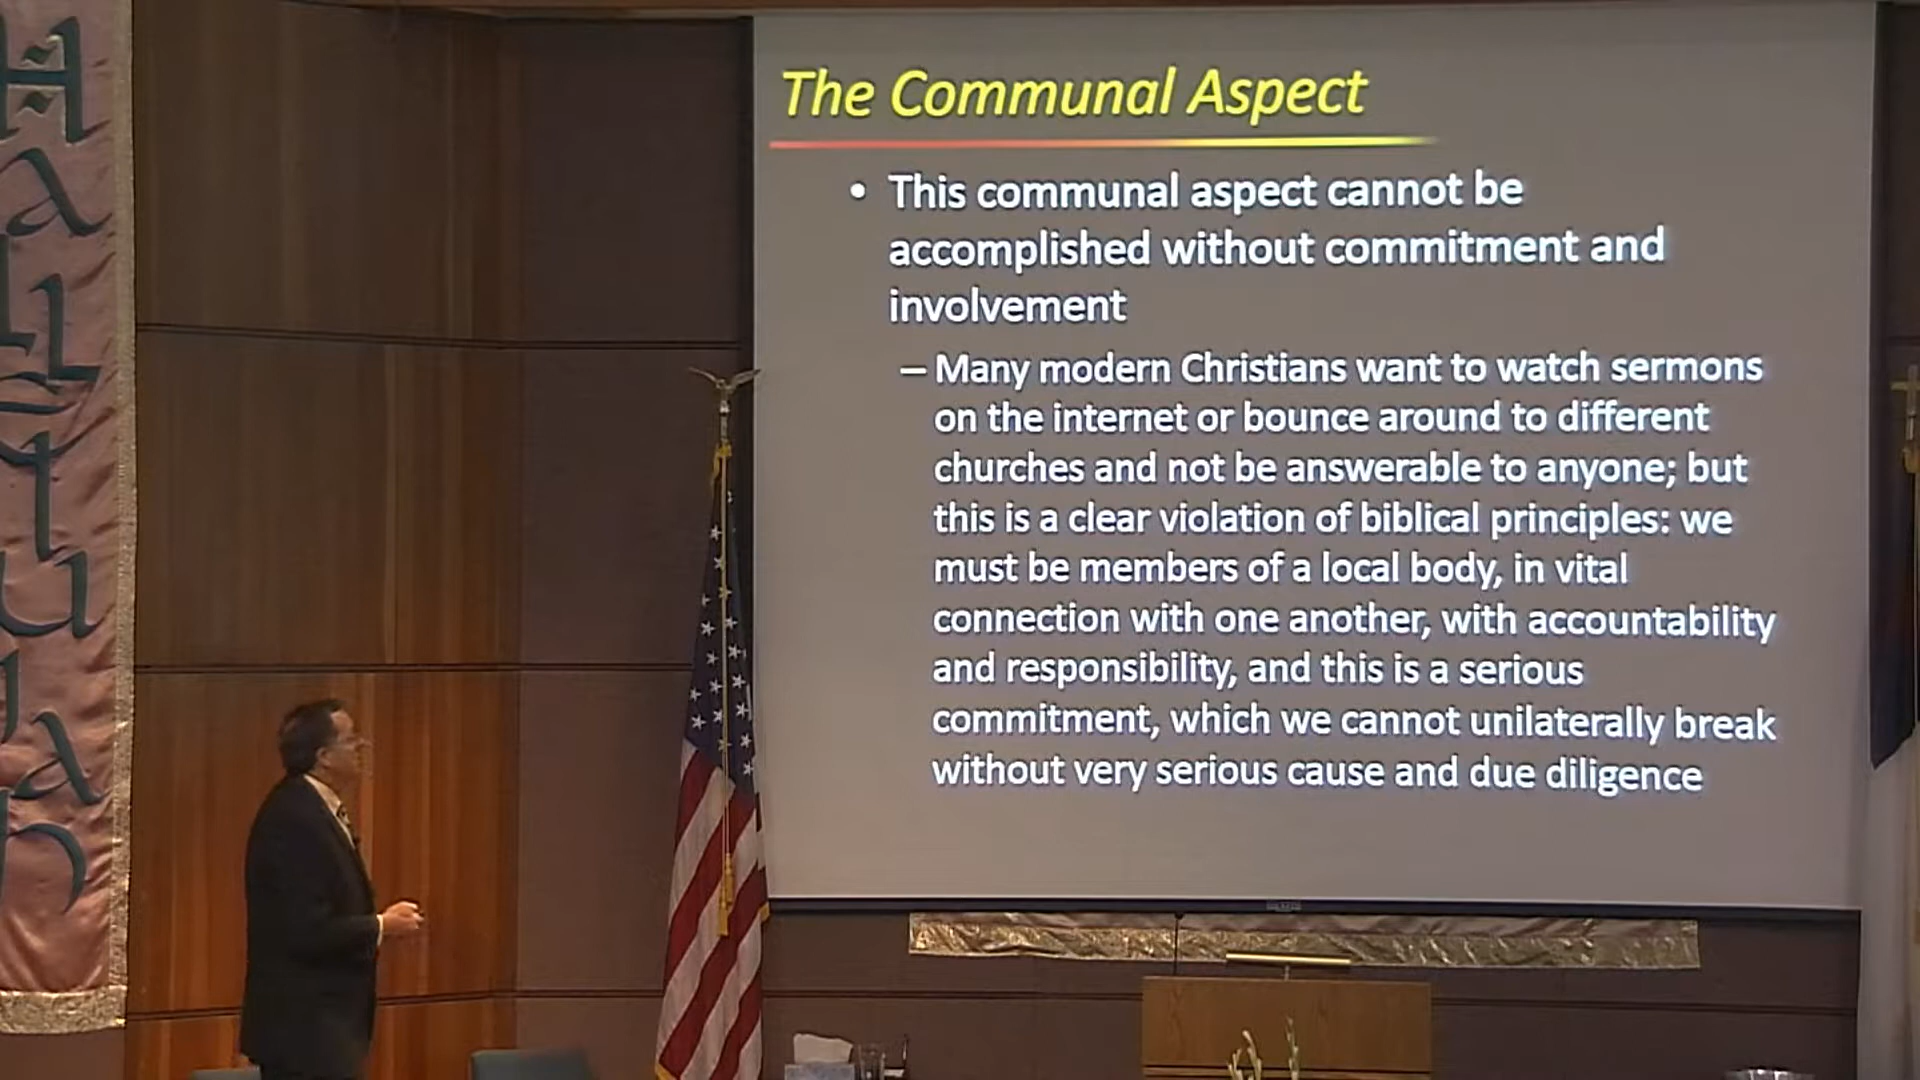 The Communal Aspect
• This communal aspect cannot be
accomplished without commitment and
involvement
– Many modern Christians want to watch sermons
on the internet or bounce around to different
churches and not be answerable to anyone; but
this is a clear violation of biblical principles: we
must be members of a local body, in vital
connection with one another, with accountability
and responsibility, and this is a serious
commitment, which we cannot unilaterally break
without very serious cause and due diligence
Hallelujah